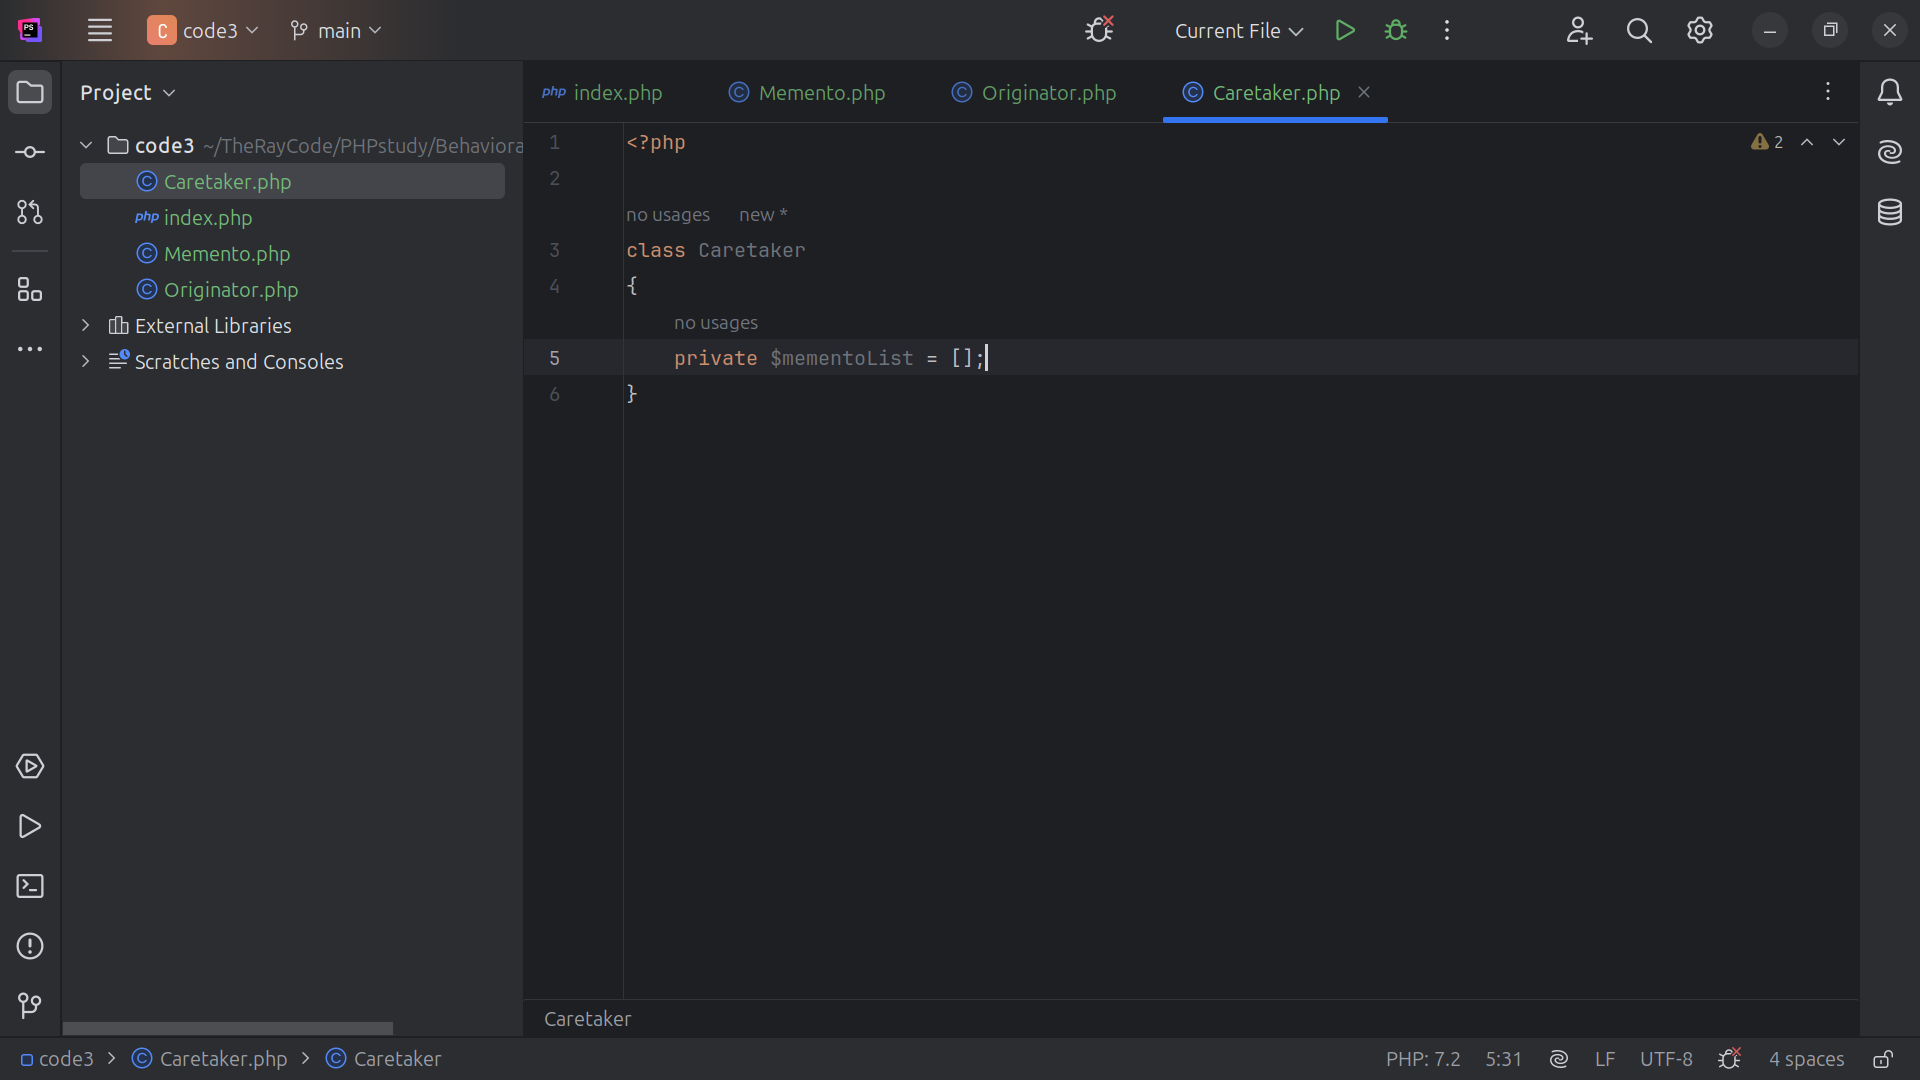 PS
C code3 main
Current File
Project
code3 ~/TheRayCode/PHPstudy/Behaviora
Caretaker.php
php index.php
Memento.php
Originator.php
External Libraries
Scratches and Consoles
php index.php
Memento.php
Originator.php
Caretaker.php
2
1 <?php
2
no usages new *
3 class Caretaker
4 {
no usages
5 private $mementoList = [];
6 }
Caretaker
code3 > Caretaker.php > Caretaker
PHP: 7.2 5:31 LF UTF-8 4 spaces